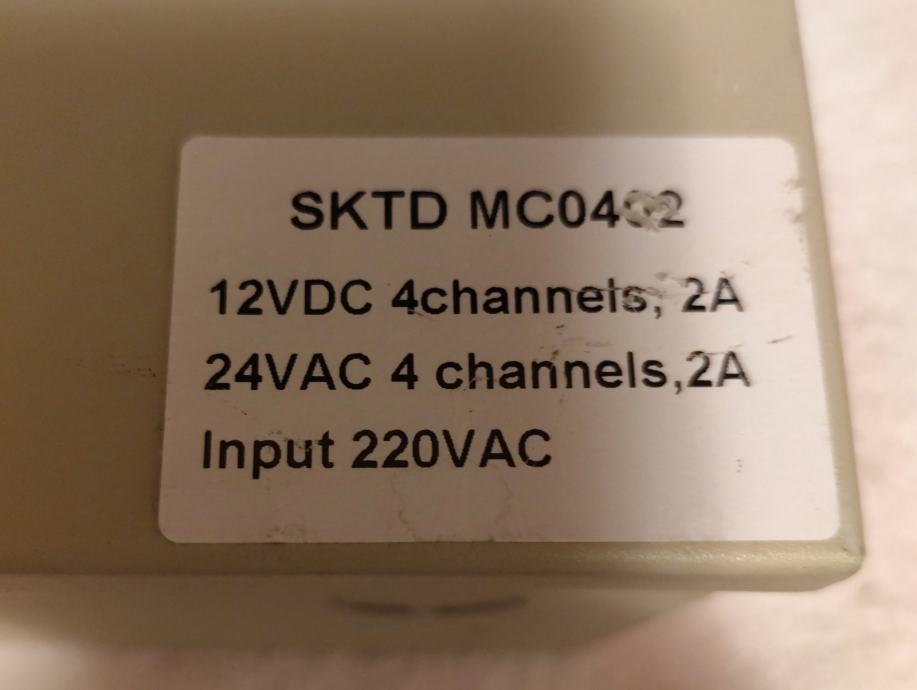 SKTD
12VDC 4channels, 2A
24VAC 4 channels,2A
Input 220VAC